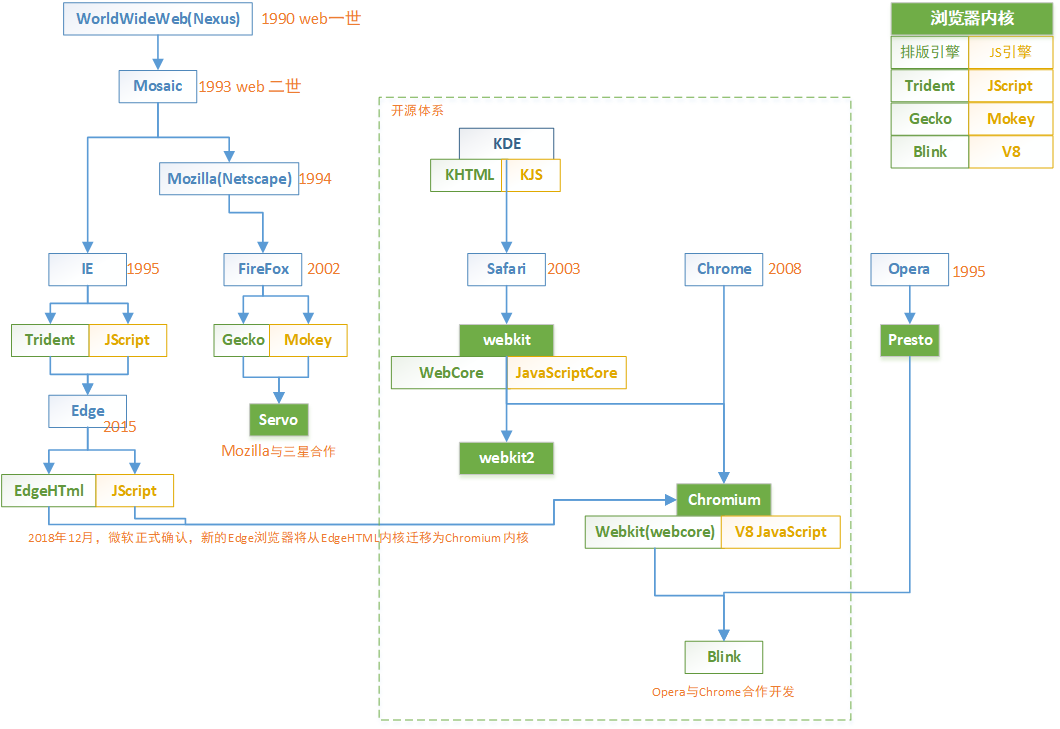 WorldWideWeb(Nexus)
1990 web一世
浏览器内核
排版引擎
JS引擎
Trident
JScript
Gecko
Mokey
Blink
V8
Mosaic
1993 web 二世
开源体系
KDE
KHTML
KJS
Mozilla(Netscape)
1994
IE
1995
FireFox
2002
Safari
2003
Chrome
2008
Opera
1995
Trident
JScript
Gecko
Mokey
webkit
WebCore
JavaScriptCore
Presto
Edge
2015
Servo
Mozilla与三星合作
webkit2
EdgeHTml
JScript
Chromium
Webkit(webcore)
V8 JavaScript
2018年12月，微软正式确认，新的Edge浏览器将从EdgeHTML内核迁移为Chromium 内核
Blink
Opera与Chrome合作开发